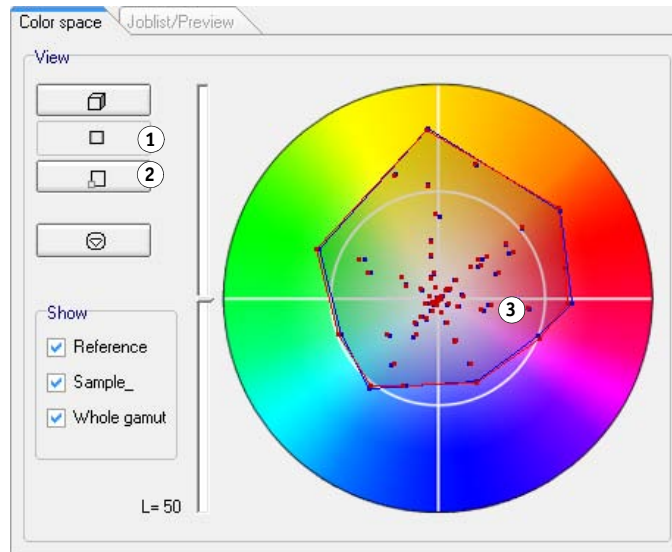 Color space
Joblist/Preview
View
1
2
3
Show
Reference
Sample_
Whole gamut
L= 50